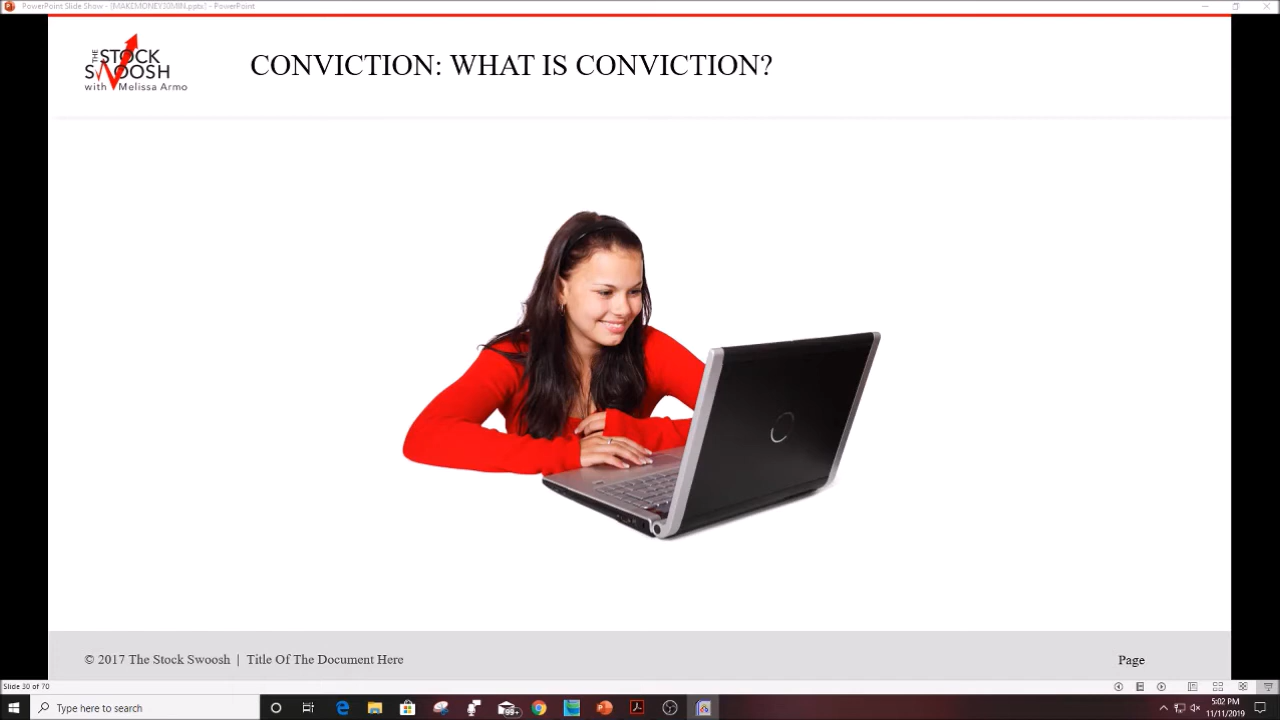 PowerPoint Slide Show - [MAKEMONEY30MIN.pptx] - PowerPoint
THE
STOCK
SWOOSH
with Melissa Armo
CONVICTION: WHAT IS CONVICTION?
© 2017 The Stock Swoosh | Title Of The Document Here
Page
Slide 30 of 70
Type here to search
99+
5:02 PM
11/11/2019